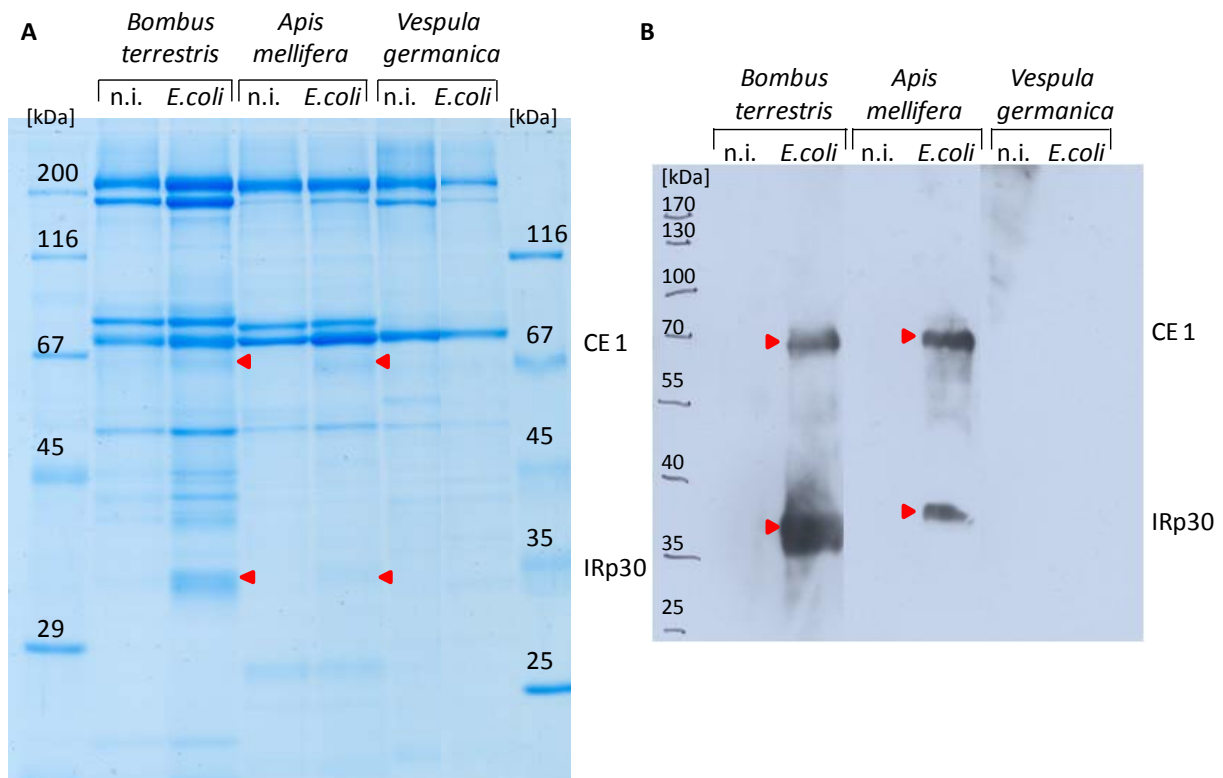 A
Bombus terrestris
Apis mellifera
Vespula germanica
n.i. E.coli n.i. E.coli n.i. E.coli
[kDa] [kDa]
200
116 116
67 67
CE 1
45 45
35
IRp30
29
25
B
Bombus terrestris
Apis mellifera
Vespula germanica
n.i. E.coli n.i. E.coli n.i. E.coli
[kDa]
170
130
100
70
CE 1
55
40
IRp30
35
25